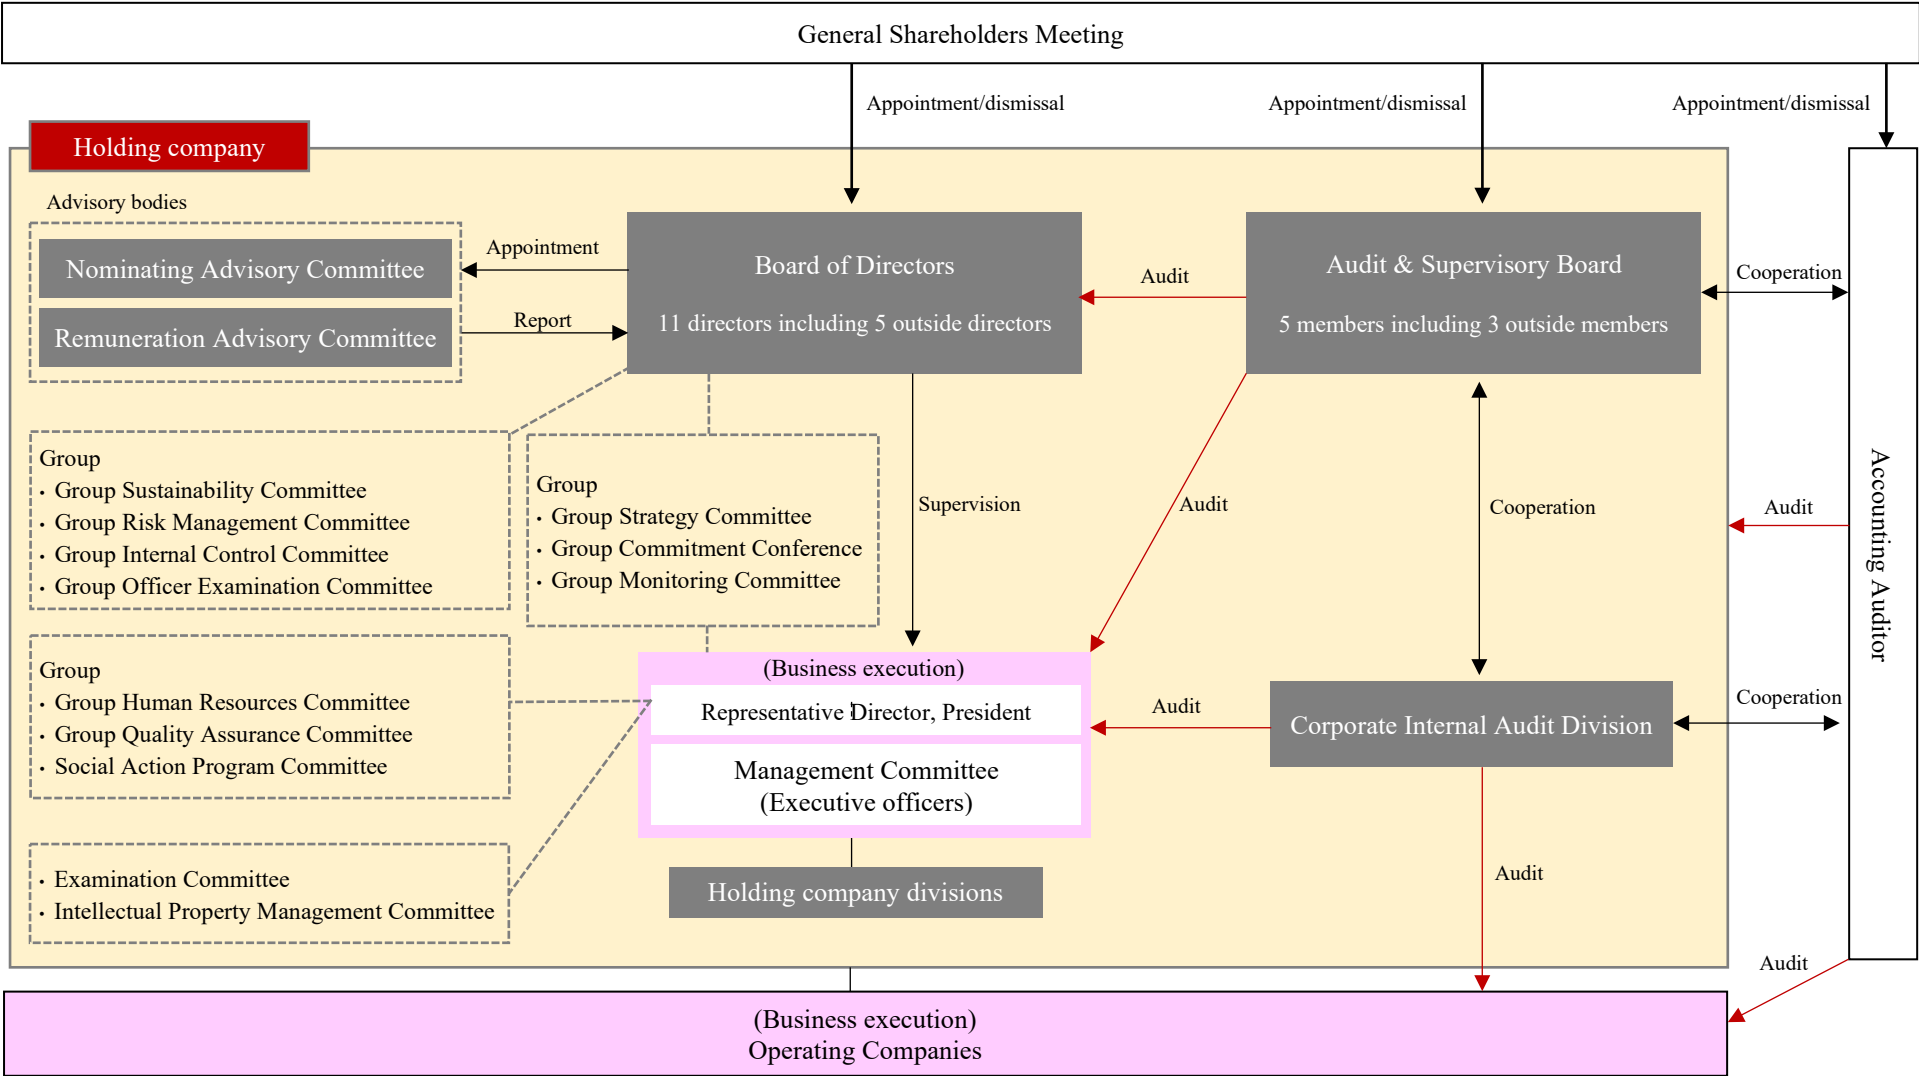 General Shareholders Meeting
Appointment/dismissal
Appointment/dismissal
Appointment/dismissal
Holding company
Advisory bodies
Nominating Advisory Committee
Remuneration Advisory Committee
Appointment
Report
Board of Directors
11 directors including 5 outside directors
Audit
Audit & Supervisory Board
5 members including 3 outside members
Cooperation
Group
· Group Sustainability Committee
· Group Risk Management Committee
· Group Internal Control Committee
· Group Officer Examination Committee
Group
· Group Strategy Committee
· Group Commitment Conference
· Group Monitoring Committee
Supervision
Audit
Cooperation
Audit
Accounting Auditor
Group
· Group Human Resources Committee
· Group Quality Assurance Committee
· Social Action Program Committee
(Business execution)
Representative Director, President
Management Committee
(Executive officers)
Audit
Corporate Internal Audit Division
Cooperation
· Examination Committee
· Intellectual Property Management Committee
Holding company divisions
Audit
Audit
(Business execution)
Operating Companies